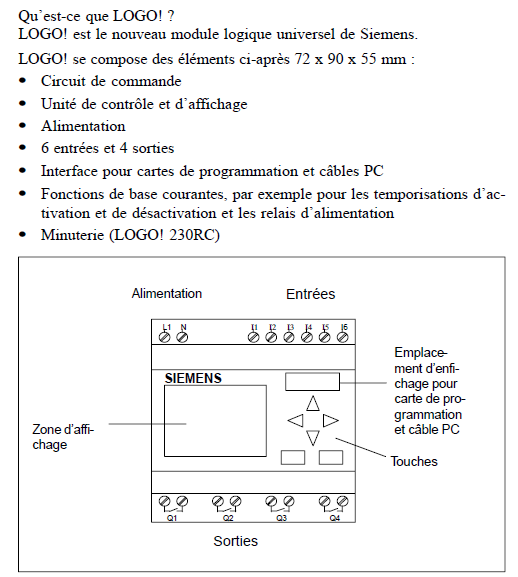 Qu'est-ce que LOGO! ?
LOGO! est le nouveau module logique universel de Siemens.
LOGO! se compose des éléments ci-après 72 x 90 x 55 mm :
• Circuit de commande
• Unité de contrôle et d'affichage
• Alimentation
• 6 entrées et 4 sorties
• Interface pour cartes de programmation et câbles PC
• Fonctions de base courantes, par exemple pour les temporisations d'ac-
tivation et de désactivation et les relais d'alimentation
• Minuterie (LOGO! 230RC)
Alimentation Entrées
L1 N I1 I2 I3 I4 I5 I6
SIEMENS
Emplace-
ment d'enfi-
chage pour
carte de pro-
grammation
et câble PC
Zone d'affi-
chage
Touches
Q1 Q2 Q3 Q4
Sorties